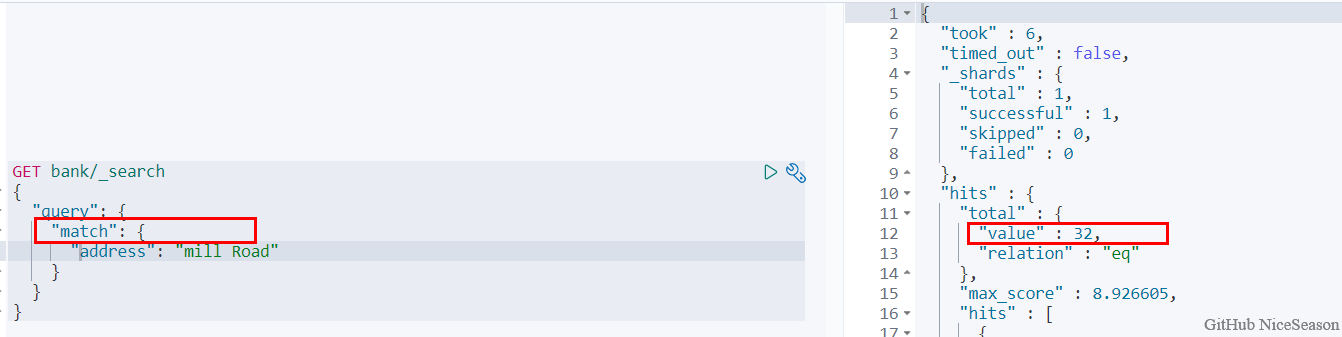 GET bank/_search
{
"query": {
"match": {
"address": "mill Road"
}
}
}
1 {
2 "took" : 6,
3 "timed_out" : false,
4 "_shards" : {
5 "total" : 1,
6 "successful" : 1,
7 "skipped" : 0,
8 "failed" : 0
9 },
10 "hits" : {
11 "total" : {
12 "value" : 32,
13 "relation" : "eq"
14 },
15 "max_score" : 8.926605,
16 "hits" : [
17 {
GitHub NiceSeason